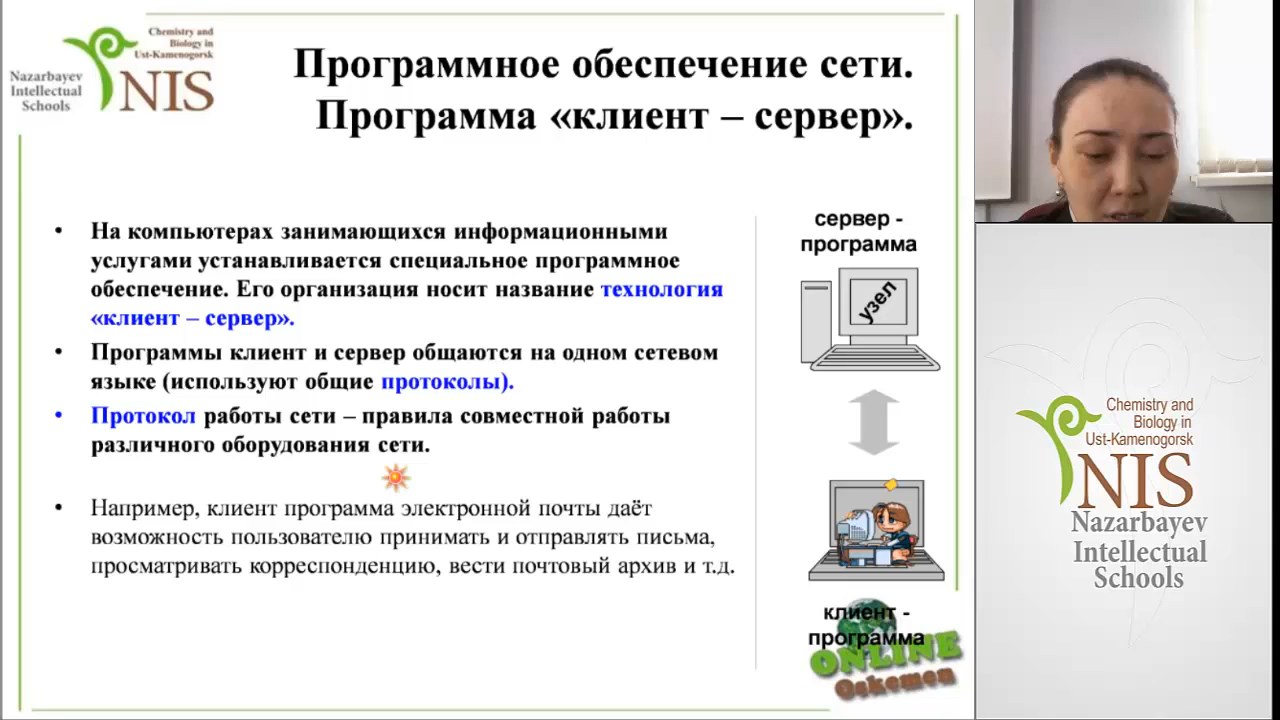 Chemistry and
Biology in
Ust-Kamenogorsk
Nazarbayev
Intellectual
Schools
NIS
Программное обеспечение сети.
Программа «клиент – сервер».
• На компьютерах занимающихся информационными
услугами устанавливается специальное программное
обеспечение. Его организация носит название технология
«клиент – сервер».
• Программы клиент и сервер общаются на одном сетевом
языке (используют общие протоколы).
• Протокол работы сети – правила совместной работы
различного оборудования сети.
• Например, клиент программа электронной почты даёт
возможность пользователю принимать и отправлять письма,
просматривать корреспонденцию, вести почтовый архив и т.д.
сервер -
программа
узел
клиент -
программа
ONLINE
Oskemen
Chemistry and
Biology in
Ust-Kamenogorsk
NIS
Nazarbayev
Intellectual
Schools